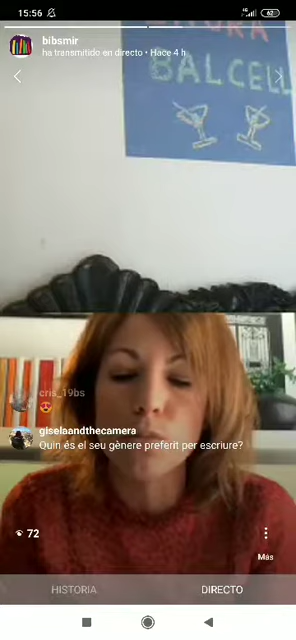 15:56
62
bibsmir
ha transmitido en directo • Hace 4 h
BALCELL
cris_19bs
giselaandthecamera
Quin és el seu gènere preferit per escriure?
72
Más
HISTORIA
DIRECTO